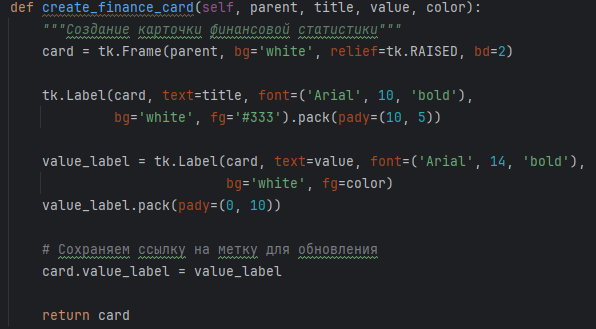 def create_finance_card(self, parent, title, value, color):
"""Создание карточки финансовой статистики"""
card = tk.Frame(parent, bg='white', relief=tk.RAISED, bd=2)
tk.Label(card, text=title, font=('Arial', 10, 'bold'),
bg='white', fg='#333').pack(pady=(10, 5))
value_label = tk.Label(card, text=value, font=('Arial', 14, 'bold'),
bg='white', fg=color)
value_label.pack(pady=(0, 10))
# Сохраняем ссылку на метку для обновления
card.value_label = value_label
return card